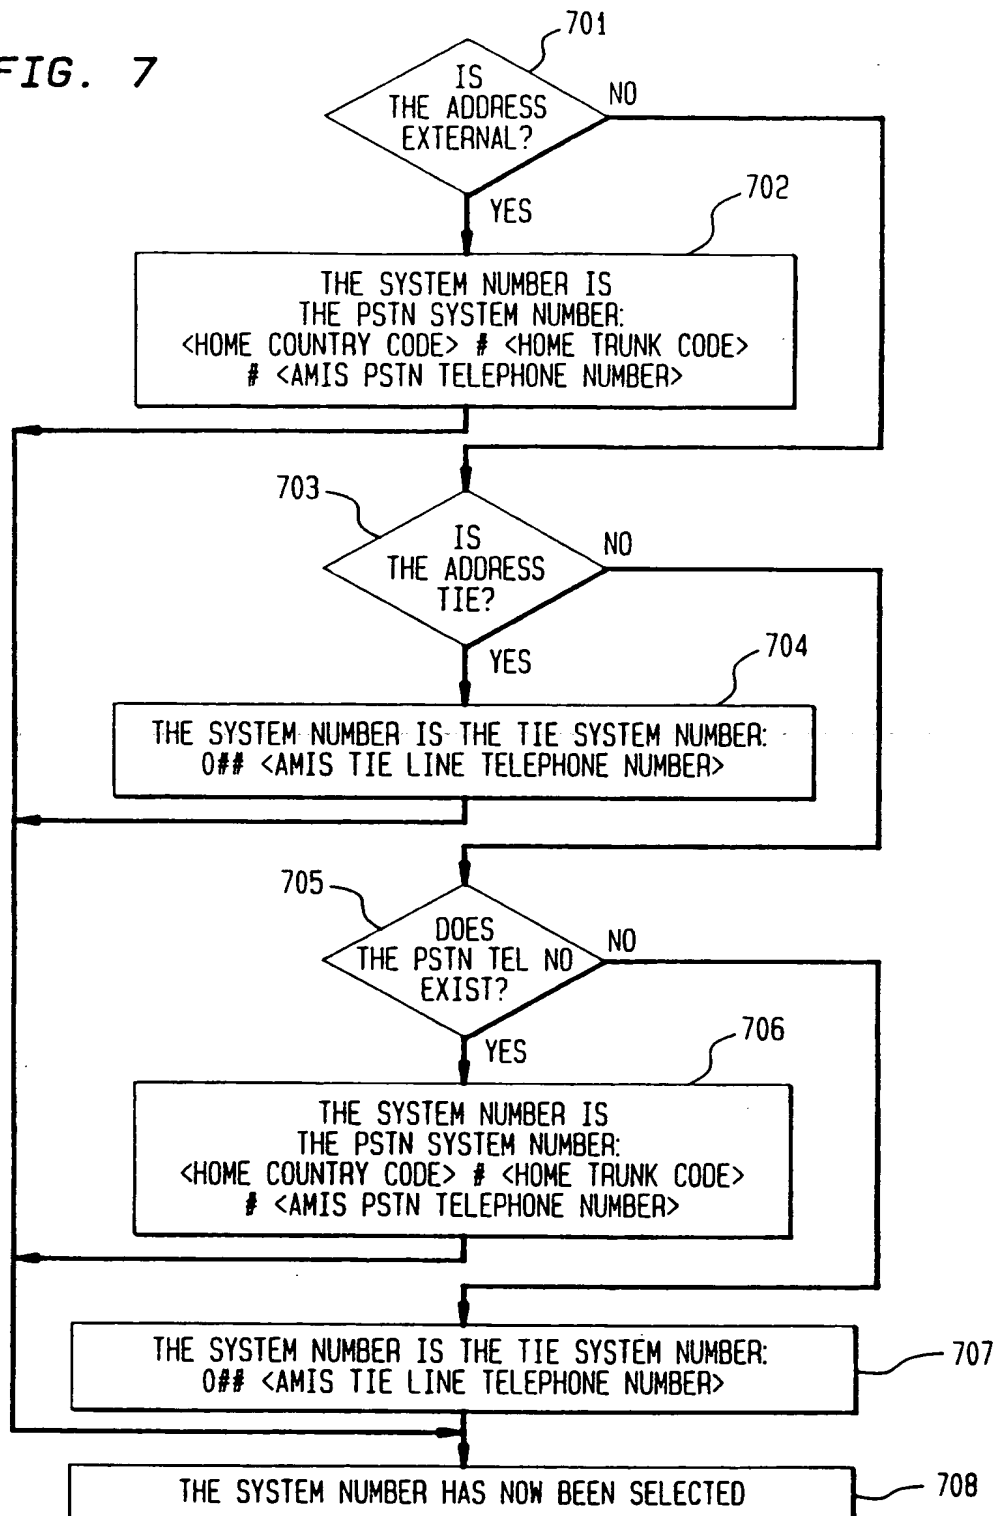 FIG. 7
701
IS
THE ADDRESS
EXTERNAL?
NO
YES
702
THE SYSTEM NUMBER IS
THE PSTN SYSTEM NUMBER:
<HOME COUNTRY CODE> # <HOME TRUNK CODE>
# <AMIS PSTN TELEPHONE NUMBER>
703
IS
THE ADDRESS
TIE?
NO
YES
704
THE SYSTEM NUMBER IS THE TIE SYSTEM NUMBER:
0## <AMIS TIE LINE TELEPHONE NUMBER>
705
DOES
THE PSTN TEL NO
EXIST?
NO
YES
706
THE SYSTEM NUMBER IS
THE PSTN SYSTEM NUMBER:
<HOME COUNTRY CODE> # <HOME TRUNK CODE>
# <AMIS PSTN TELEPHONE NUMBER>
THE SYSTEM NUMBER IS THE TIE SYSTEM NUMBER:
0## <AMIS TIE LINE TELEPHONE NUMBER>
707
THE SYSTEM NUMBER HAS NOW BEEN SELECTED
708